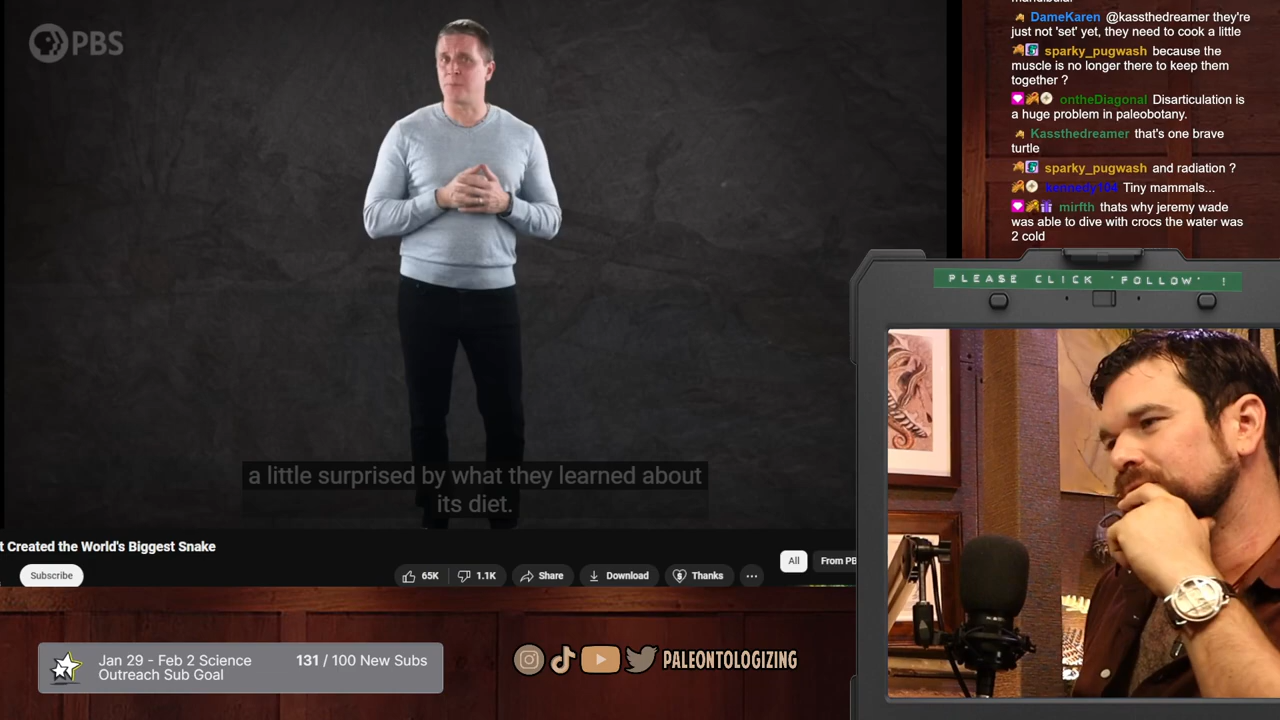 PBS
a little surprised by what they learned about
its diet.
t Created the World's Biggest Snake
Subscribe
65K
1.1K
Share
Download
Thanks
All
From PB
DameKaren @kassthedreamer they're
just not 'set' yet, they need to cook a little
sparky_pugwash because the
muscle is no longer there to keep them
together ?
ontheDiagonal Disarticulation is
a huge problem in paleobotany.
Kassthedreamer that's one brave
turtle
sparky_pugwash and radiation ?
kennedy104 Tiny mammals...
mirfth thats why jeremy wade
was able to dive with crocs the water was
2 cold
PLEASE CLICK "FOLLOW" !
Jan 29 - Feb 2 Science
Outreach Sub Goal
131 / 100 New Subs
PALEONTOLOGIZING